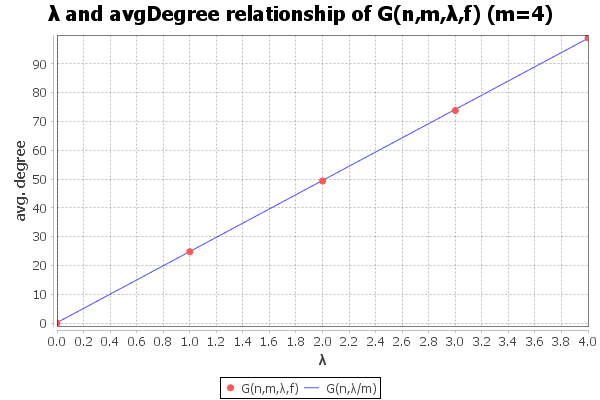 λ and avgDegree relationship of G(n,m,λ,f) (m=4)
avg. degree
90
80
70
60
50
40
30
20
10
0
0.0 0.2 0.4 0.6 0.8 1.0 1.2 1.4 1.6 1.8 2.0 2.2 2.4 2.6 2.8 3.0 3.2 3.4 3.6 3.8 4.0
λ
G(n,m,λ,f) G(n,λ/m)